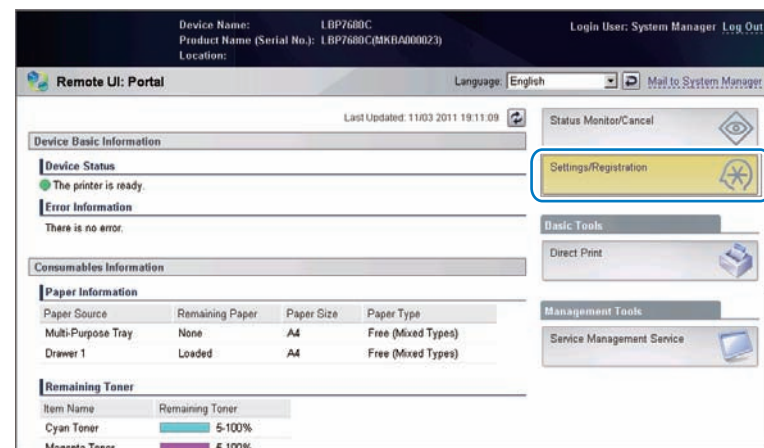 Device Name: LBP7680C
Product Name (Serial No.): LBP7680C(MKBA000023)
Location:
Login User: System Manager Log Out
Remote UI: Portal
Language: English
Mail to System Manager
Last Updated: 11/03 2011 19:11:09
Device Basic Information
Device Status
The printer is ready.
Error Information
There is no error.
Consumables Information
Paper Information
Paper Source Remaining Paper Paper Size Paper Type
Multi-Purpose Tray None A4 Free (Mixed Types)
Drawer 1 Loaded A4 Free (Mixed Types)
Remaining Toner
Item Name Remaining Toner
Cyan Toner 5-100%
Magenta Toner 5-100%
Status Monitor/Cancel
Settings/Registration
Basic Tools
Direct Print
Management Tools
Service Management Service